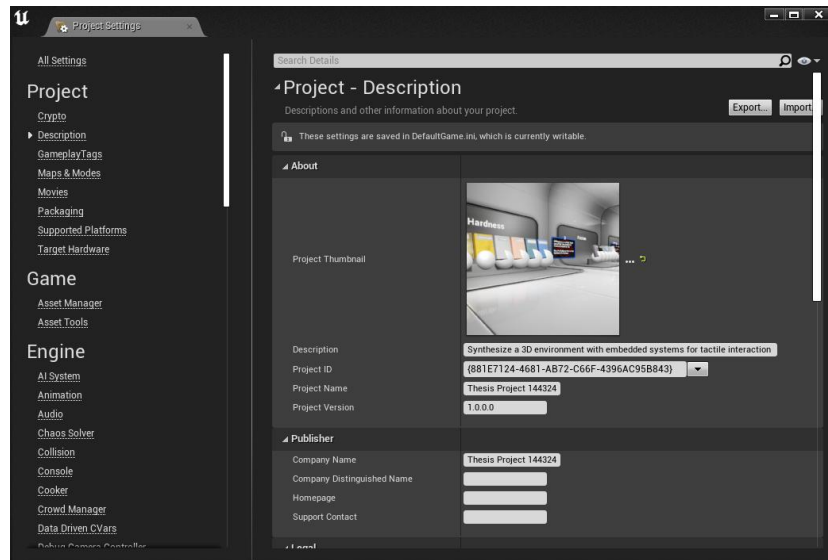 Project Settings
All Settings
Project
Crypto
Description
GameplayTags
Maps & Modes
Movies
Packaging
Supported Platforms
Target Hardware
Game
Asset Manager
Asset Tools
Engine
AI System
Animation
Audio
Chaos Solver
Collision
Console
Cooker
Crowd Manager
Data Driven CVars
Debug Camera Controller
Search Details
Project - Description
Descriptions and other information about your project.
Export...
Import
These settings are saved in DefaultGame.ini, which is currently writable.
About
Project Thumbnail
Hardness
Description
Synthesize a 3D environment with embedded systems for tactile interaction
Project ID
{881E7124-4681-AB72-C66F-4396AC95B843}
Project Name
Thesis Project 144324
Project Version
1.0.0.0
Publisher
Company Name
Thesis Project 144324
Company Distinguished Name
Homepage
Support Contact
Legal